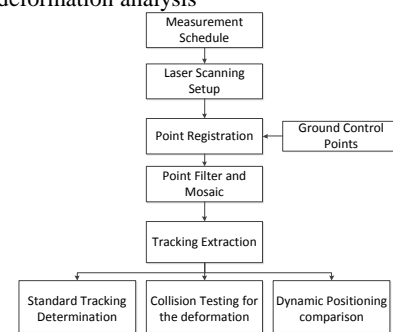 deformation analysis
Measurement
Schedule
Laser Scanning
Setup
Point Registration
Ground Control
Points
Point Filter and
Mosaic
Tracking Extraction
Standard Tracking
Determination
Collision Testing for
the deformation
Dynamic Positioning
comparison